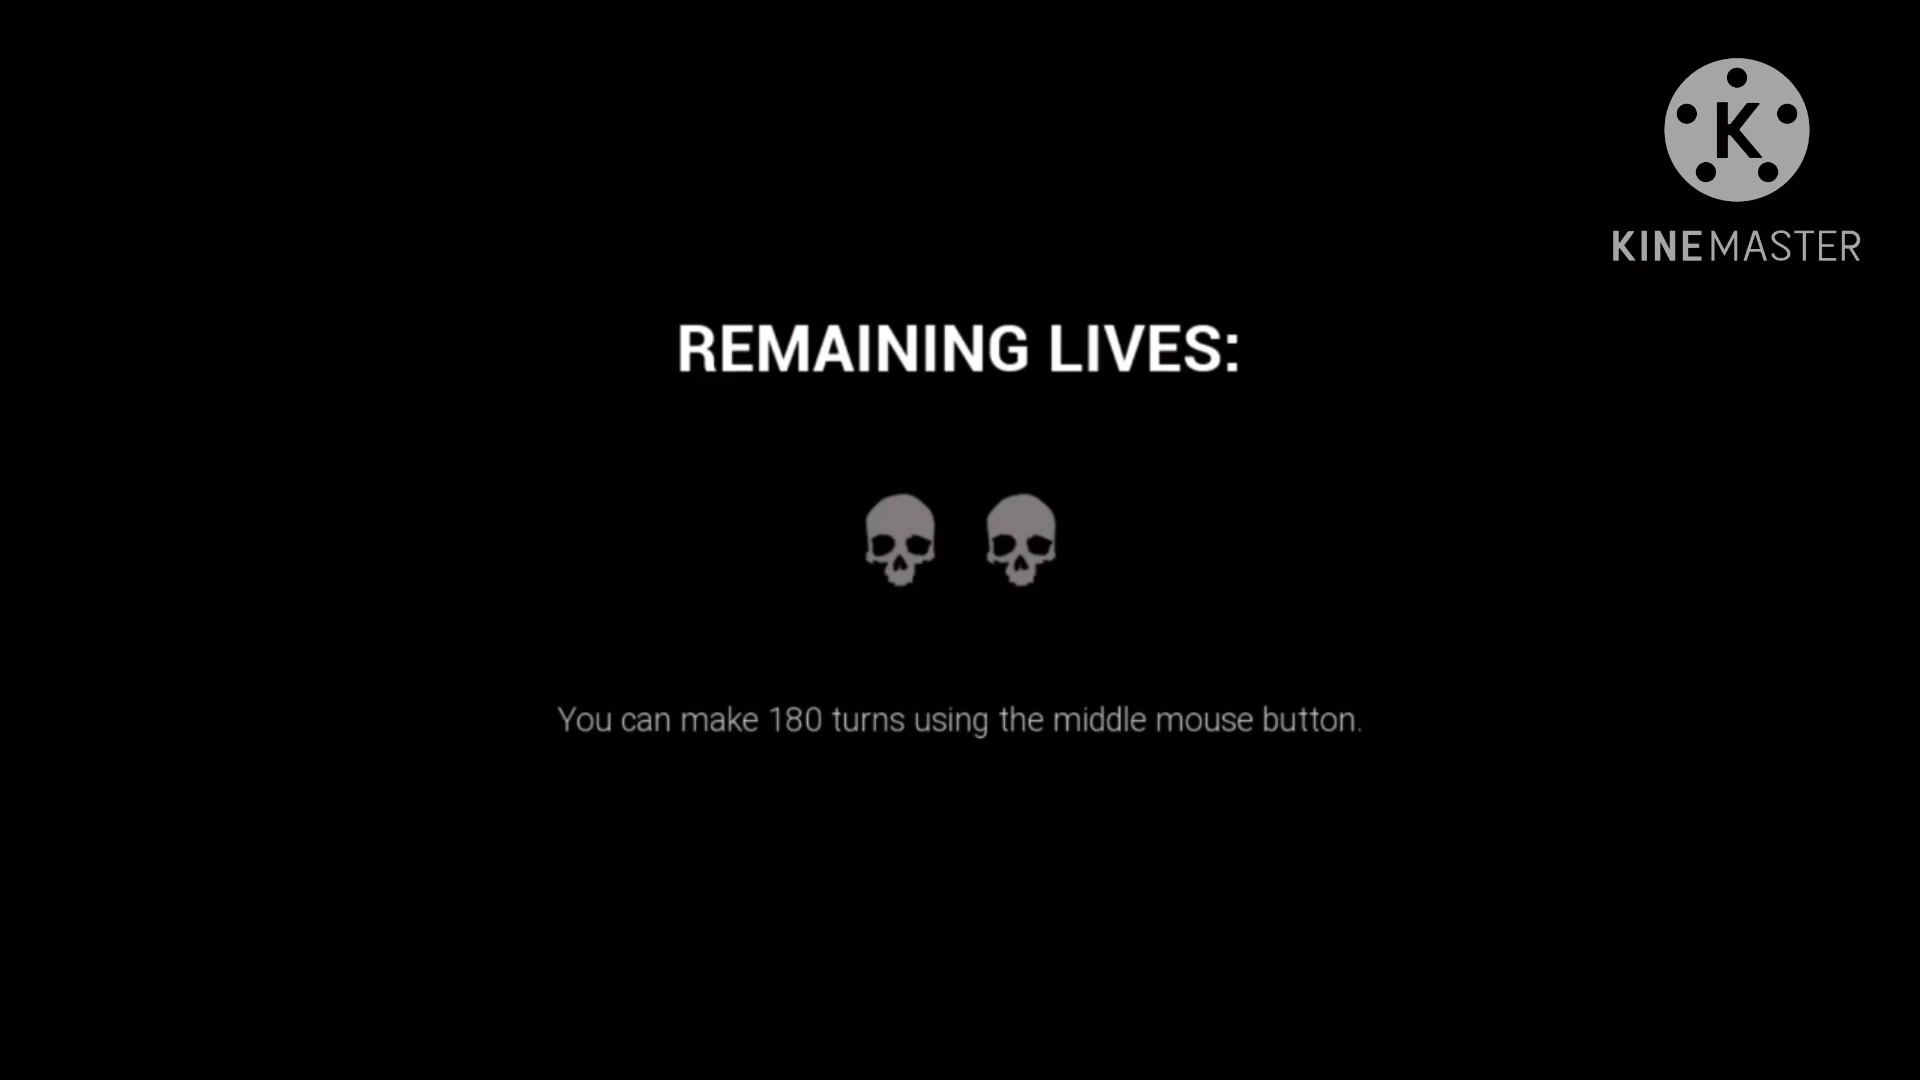 K
KINEMASTER
REMAINING LIVES:
You can make 180 turns using the middle mouse button.